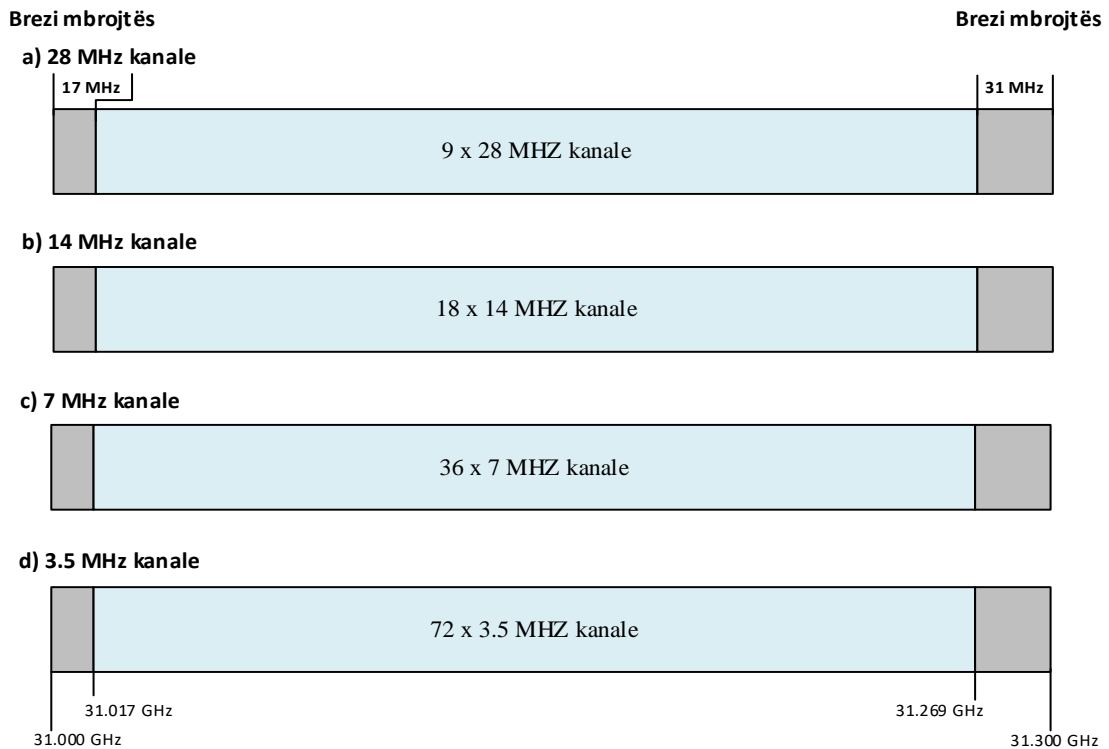 Brezi mbrojtës Brezi mbrojtës
a) 28 MHz kanale
17 MHz 31 MHz
9 x 28 MHZ kanale
b) 14 MHz kanale
18 x 14 MHZ kanale
c) 7 MHz kanale
36 x 7 MHZ kanale
d) 3.5 MHz kanale
72 x 3.5 MHZ kanale
31.017 GHz 31.269 GHz
31.000 GHz 31.300 GHz